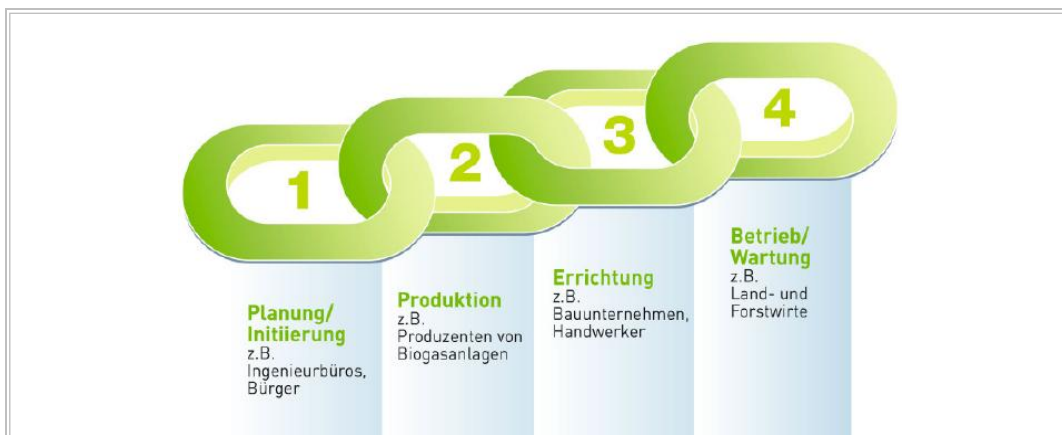 1
2
3
4
Planung/
Initiierung
z.B.
Ingenieurbüros,
Bürger
Produktion
z.B.
Produzenten von
Biogasanlagen
Errichtung
z.B.
Bauunternehmen,
Handwerker
Betrieb/
Wartung
z.B.
Land- und
Forstwirte